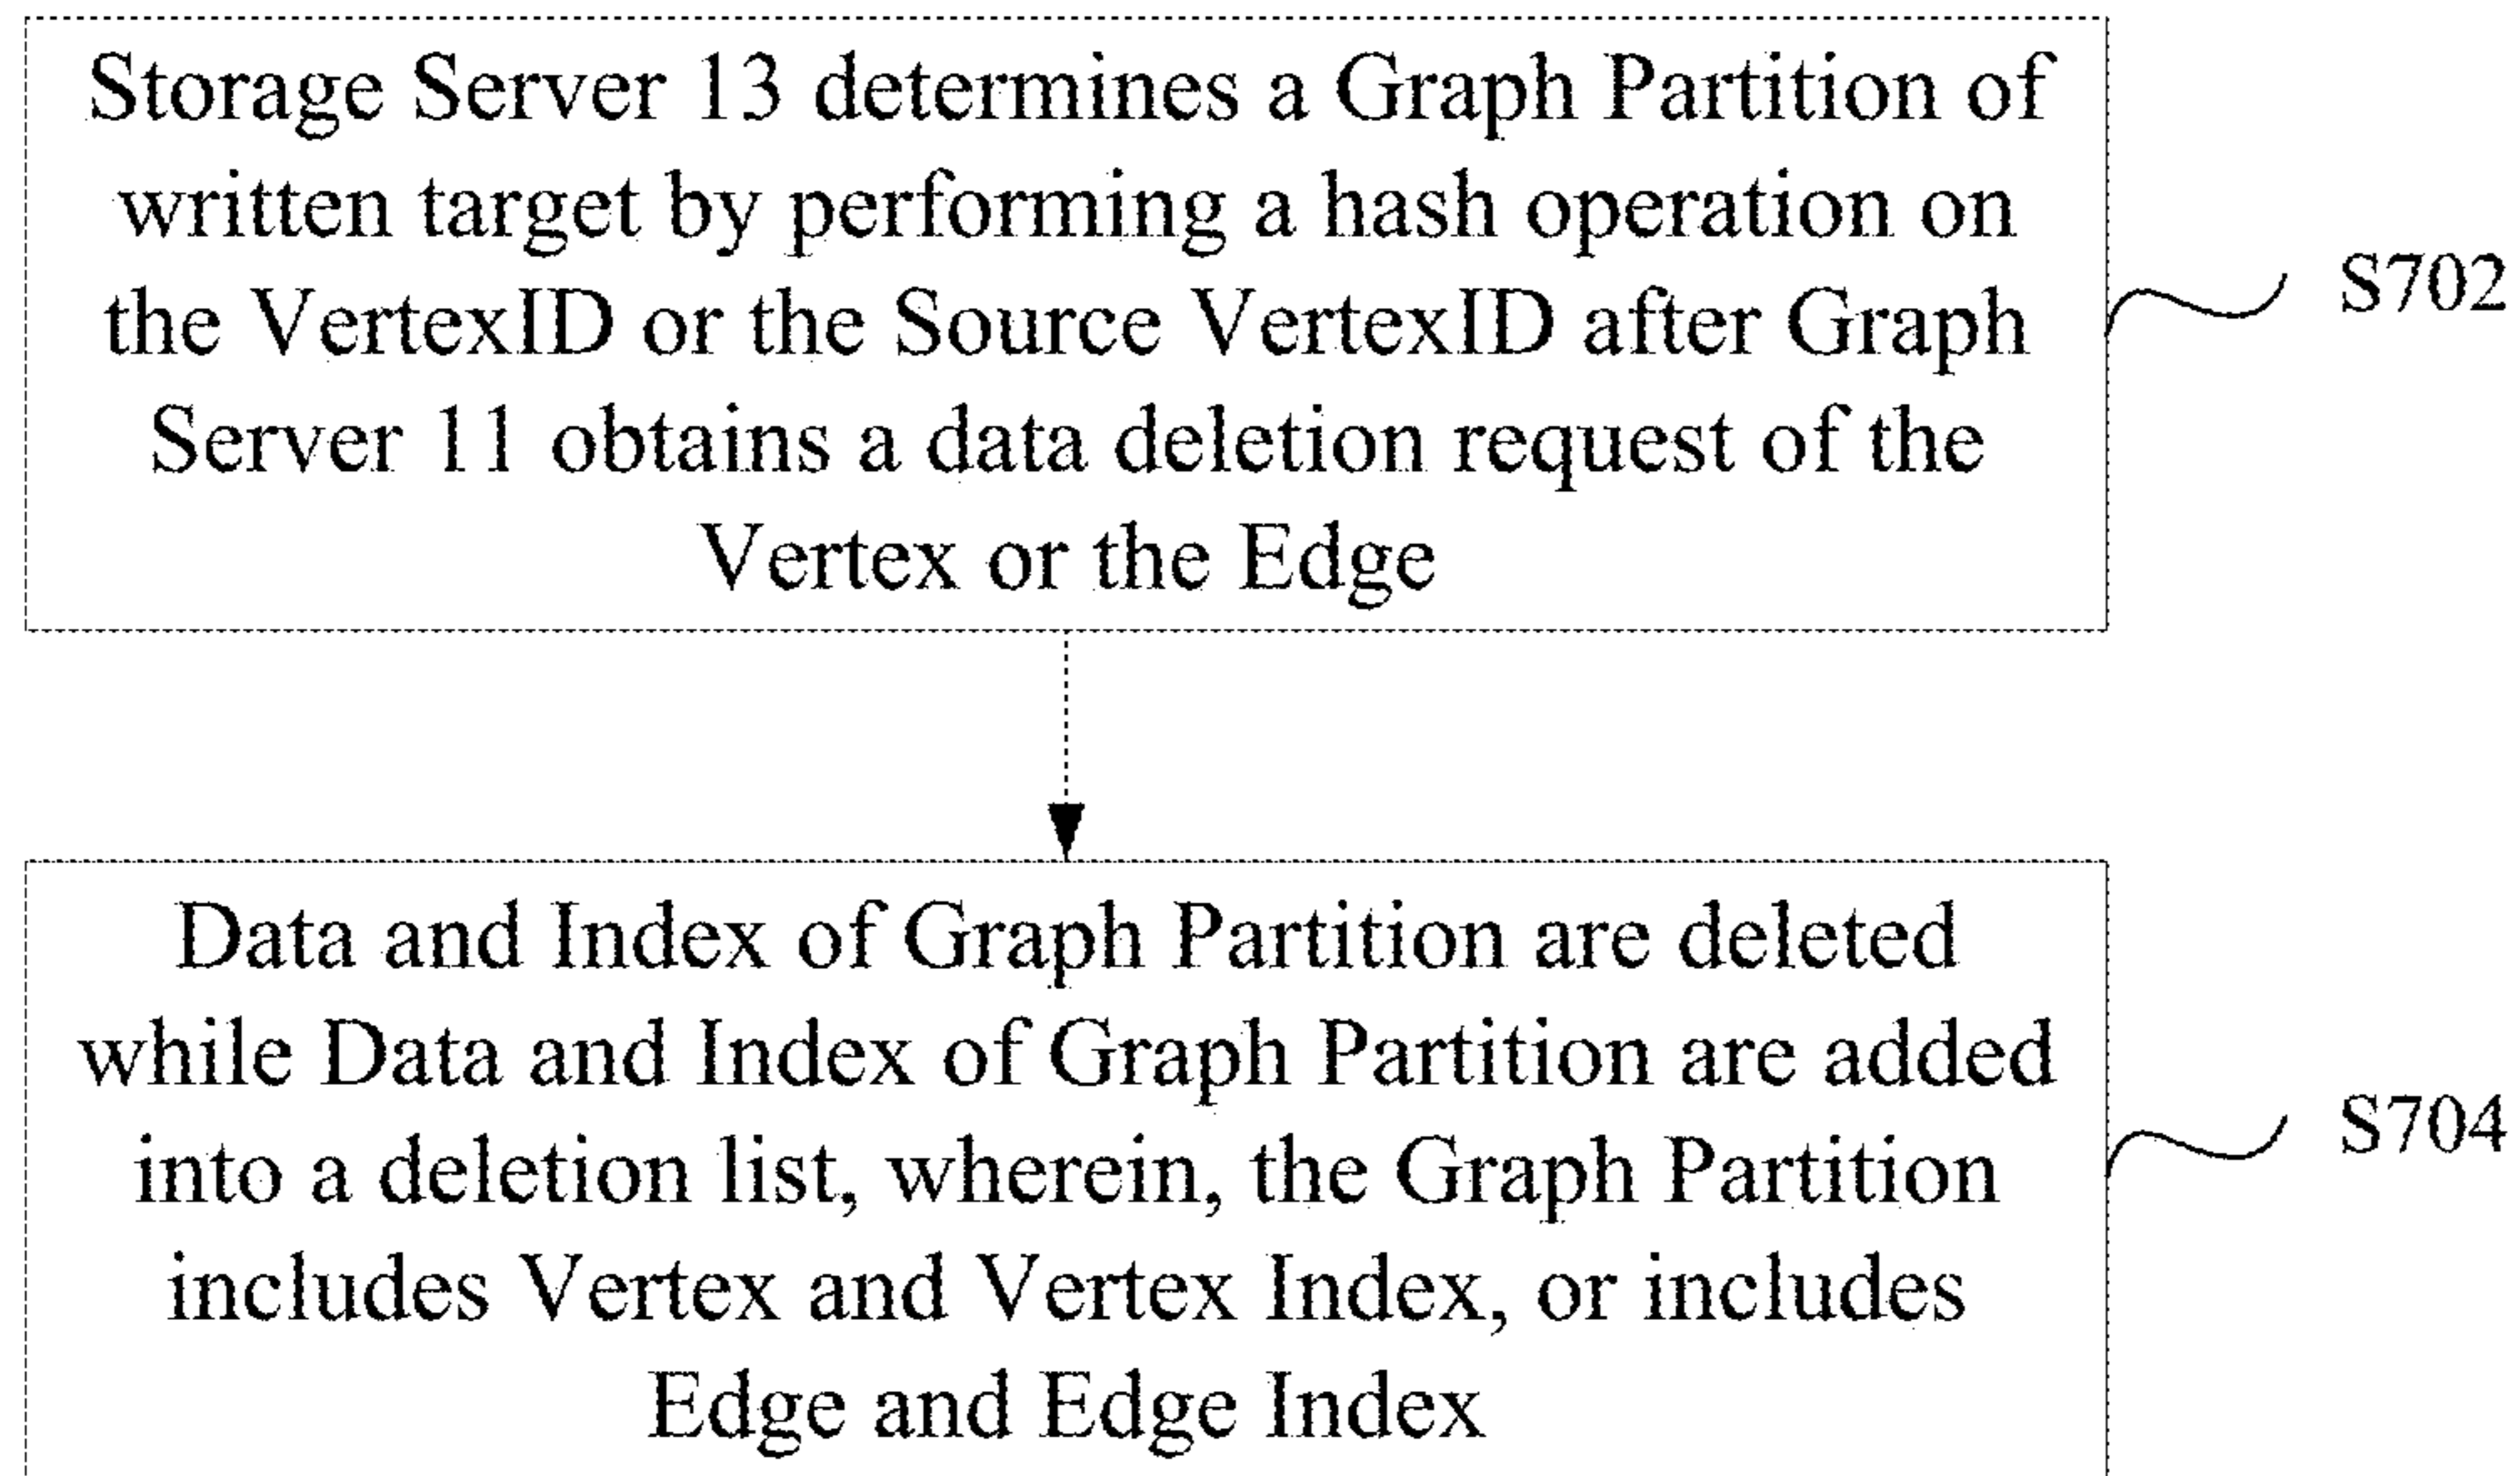 Storage Server 13 determines a Graph Partition of
written target by performing a hash operation on
the VertexID or the Source VertexID after Graph
Server 11 obtains a data deletion request of the
Vertex or the Edge
S702
Data and Index of Graph Partition are deleted
while Data and Index of Graph Partition are added
into a deletion list, wherein, the Graph Partition
includes Vertex and Vertex Index, or includes
Edge and Edge Index
S704